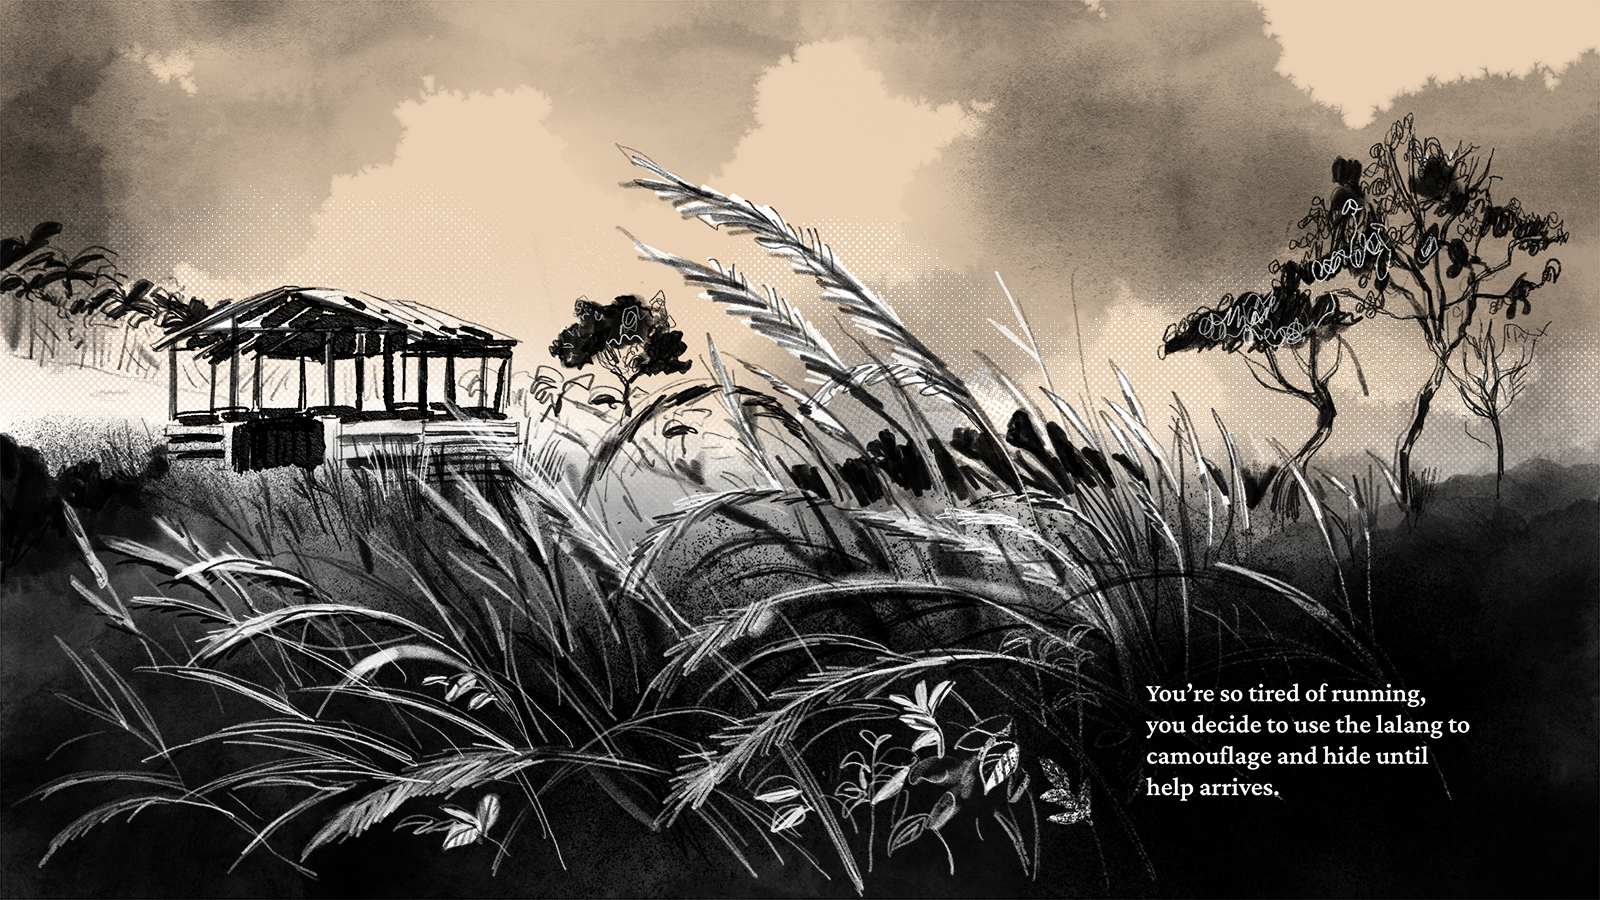 You’re so tired of running,
you decide to use the lalang to
camouflage and hide until
help arrives.